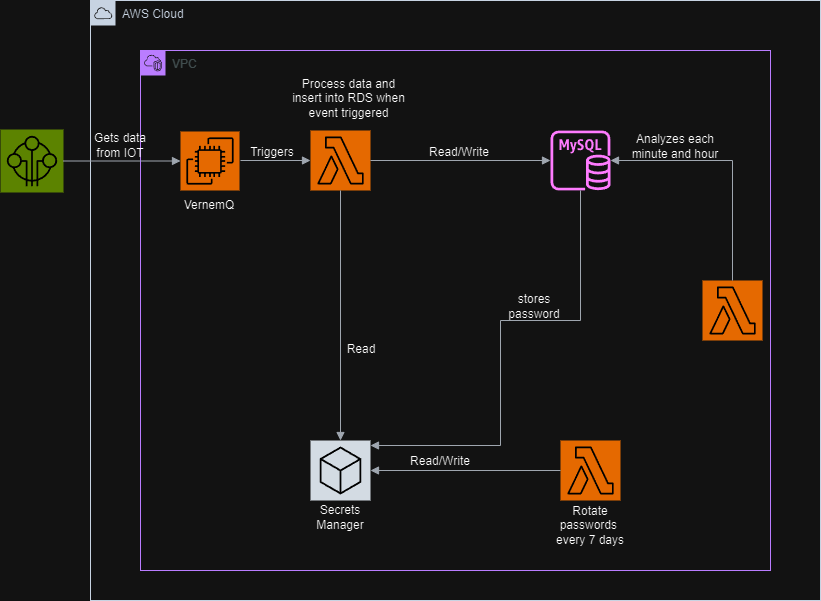 AWS Cloud
VPC
Process data and
insert into RDS when
event triggered
Gets data
from IOT
Triggers
Read/Write
MySQL
Analyzes each
minute and hour
VernemQ
stores
password
Read
Read/Write
Secrets
Manager
Rotate
passwords
every 7 days